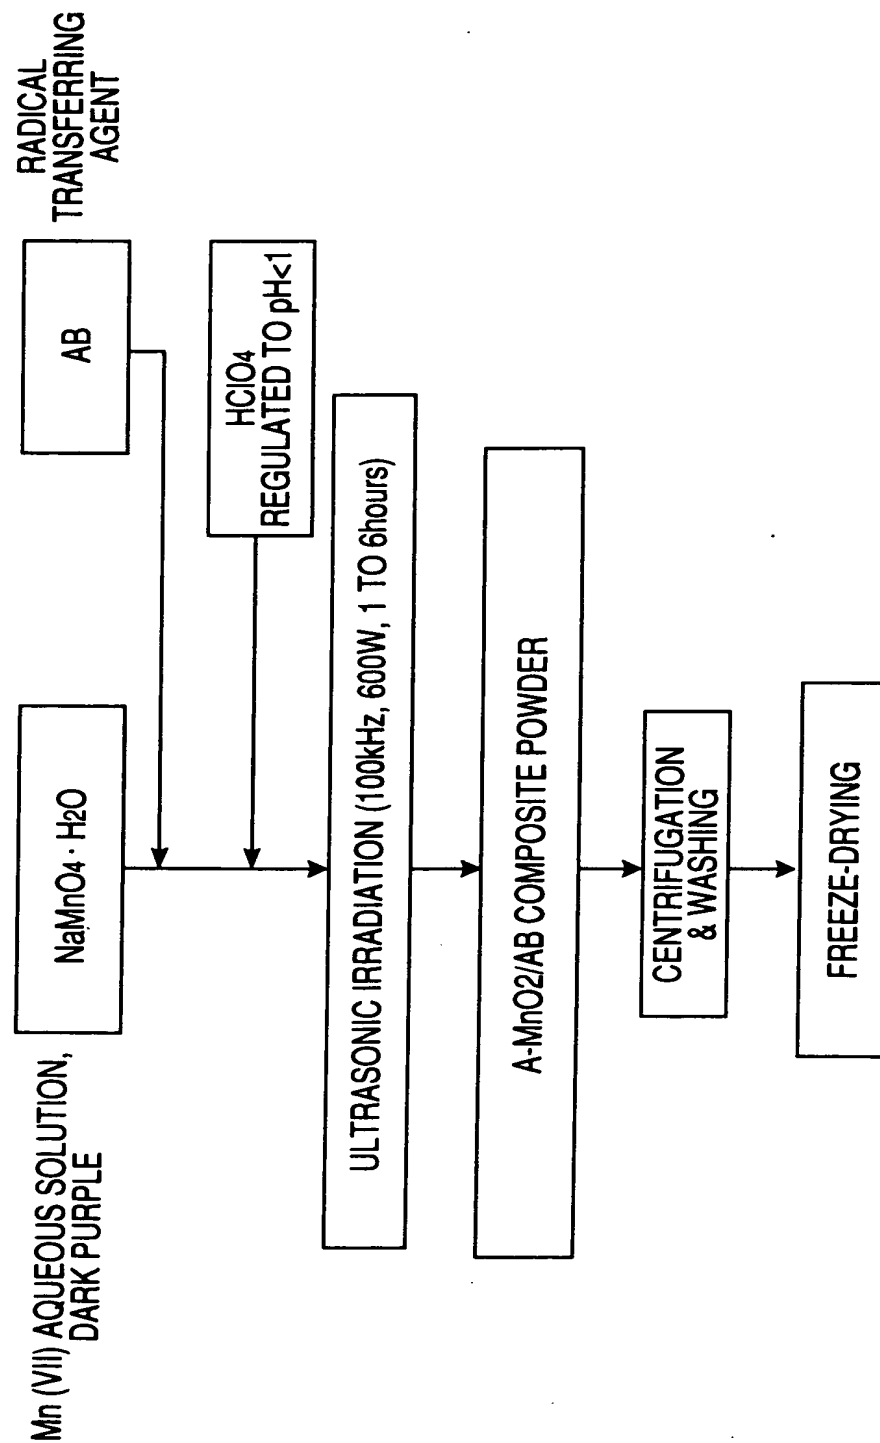 Mn (VII) AQUEOUS SOLUTION,
DARK PURPLE
NaMnO4 · H2O
AB
RADICAL
TRANSFERRING
AGENT
HClO4
REGULATED TO pH<1
ULTRASONIC IRRADIATION (100kHz, 600W, 1 TO 6hours)
A-MnO2/AB COMPOSITE POWDER
CENTRIFUGATION
& WASHING
FREEZE-DRYING